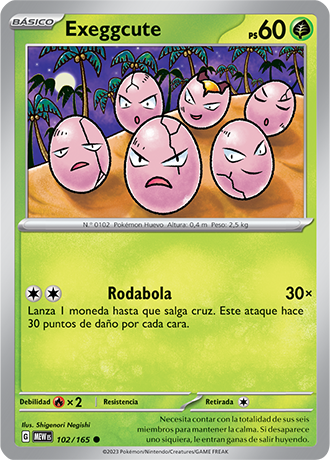 BÁSICO
Exeggcute
PS 60
N.º 0102 Pokémon Huevo Altura: 0,4 m Peso: 2,5 kg
Rodabola 30×
Lanza 1 moneda hasta que salga cruz. Este ataque hace
30 puntos de daño por cada cara.
Debilidad ×2 Resistencia Retirada
Ilus. Shigenori Negishi
G MEW ES 102/165
Necesita contar con la totalidad de sus seis
miembros para mantener la calma. Si desaparece
uno siquiera, le entran ganas de salir huyendo.
©2023 Pokémon/Nintendo/Creatures/GAME FREAK